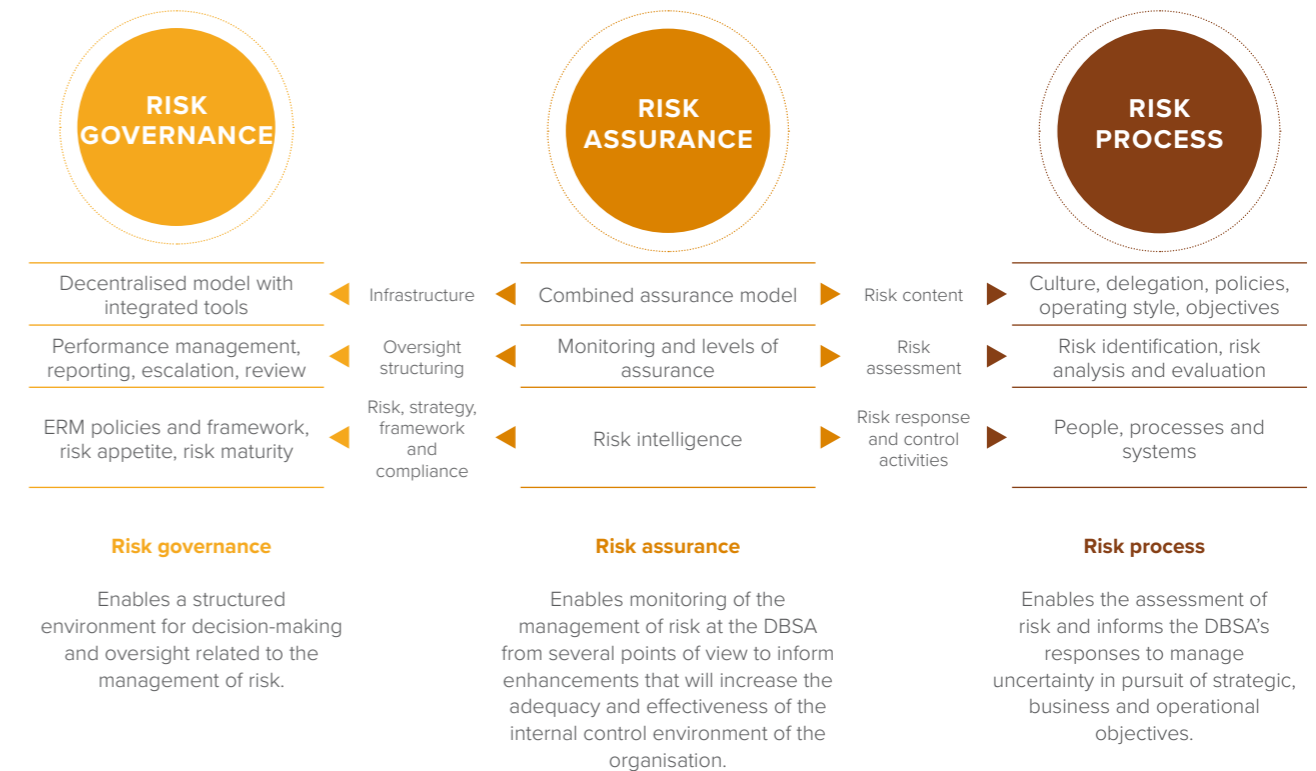 RISK
GOVERNANCE
RISK
ASSURANCE
RISK
PROCESS
Decentralised model with
integrated tools
Infrastructure
Combined assurance model
Risk content
Culture, delegation, policies,
operating style, objectives
Performance management,
reporting, escalation, review
Oversight
structuring
Monitoring and levels of
assurance
Risk
assessment
Risk identification, risk
analysis and evaluation
ERM policies and framework,
risk appetite, risk maturity
Risk, strategy,
framework
and
compliance
Risk intelligence
Risk response
and control
activities
People, processes and
systems
Risk governance
Enables a structured
environment for decision-making
and oversight related to the
management of risk.
Risk assurance
Enables monitoring of the
management of risk at the DBSA
from several points of view to inform
enhancements that will increase the
adequacy and effectiveness of the
internal control environment of the
organisation.
Risk process
Enables the assessment of
risk and informs the DBSA's
responses to manage
uncertainty in pursuit of strategic,
business and operational
objectives.